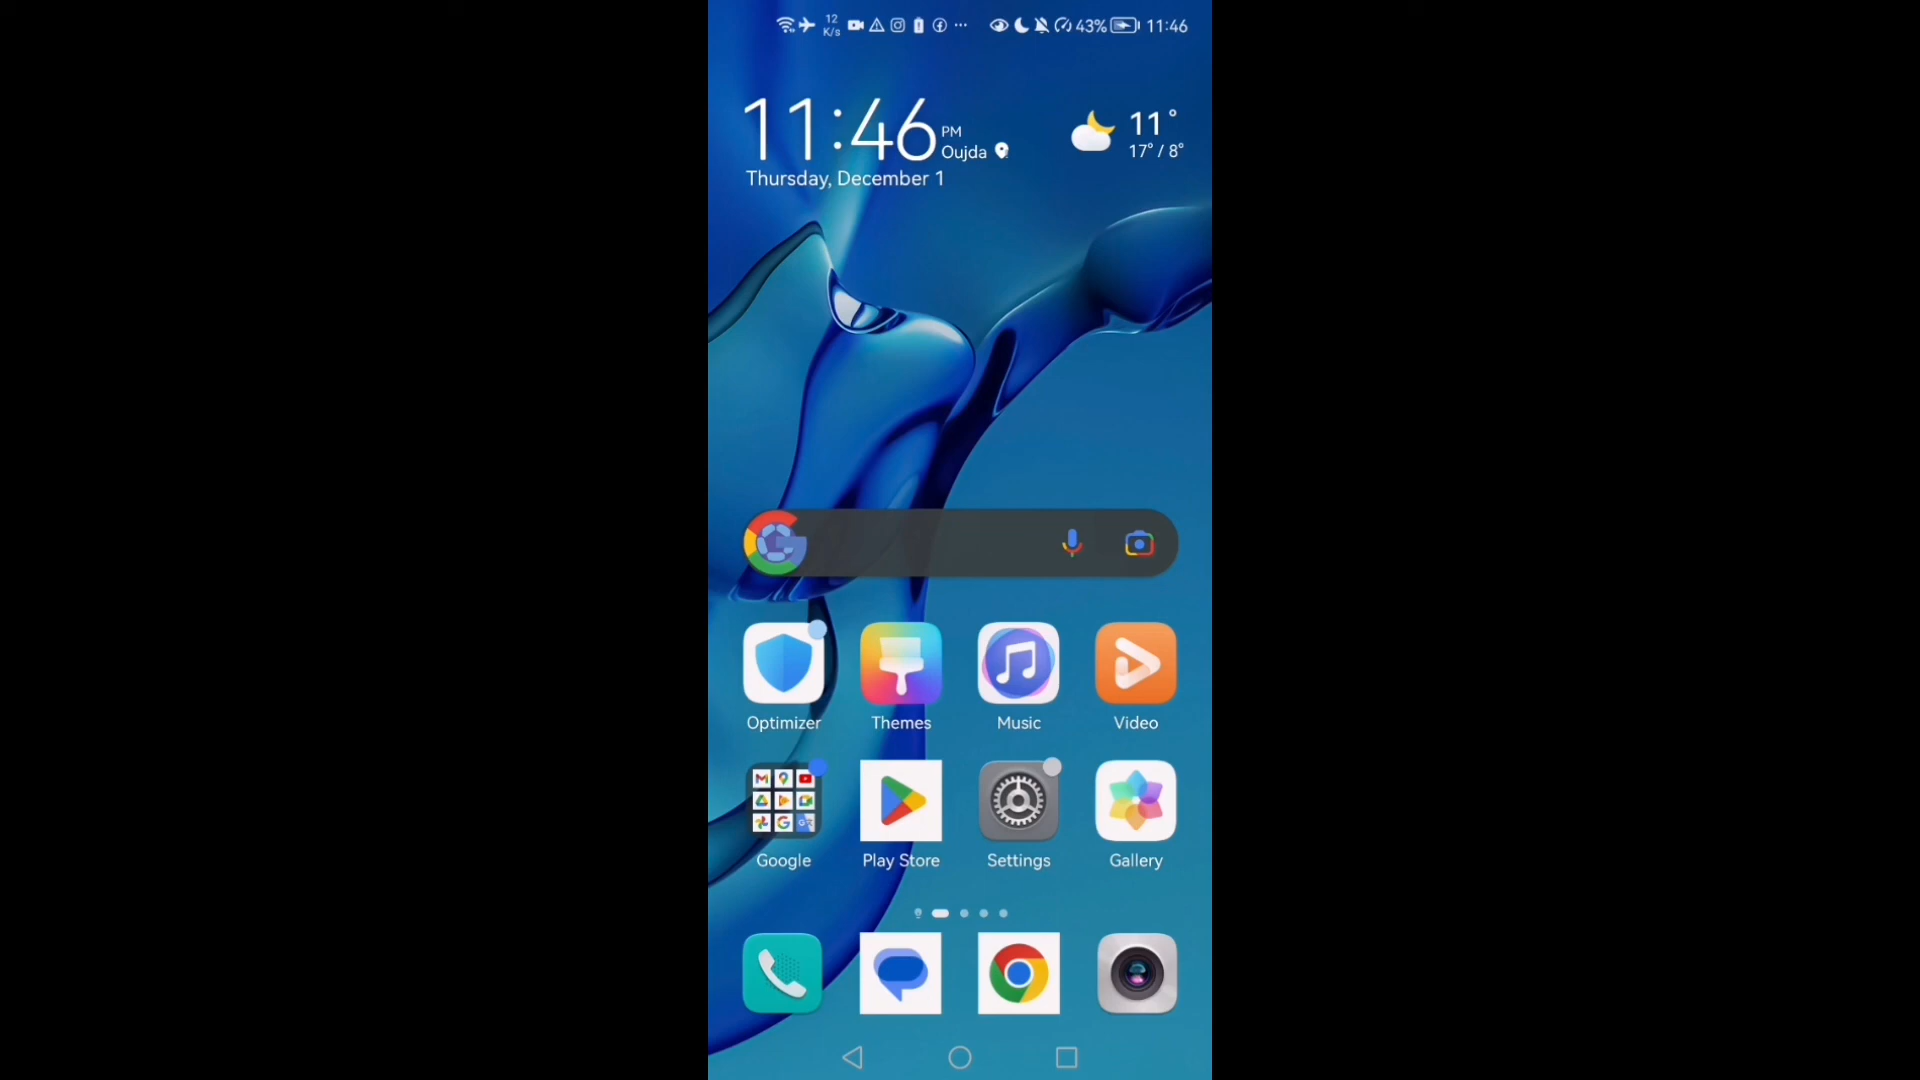 12
K/s
43%
11:46
11:46
PM
Oujda
Thursday, December 1
11°
17° / 8°
Optimizer
Themes
Music
Video
Google
Play Store
Settings
Gallery